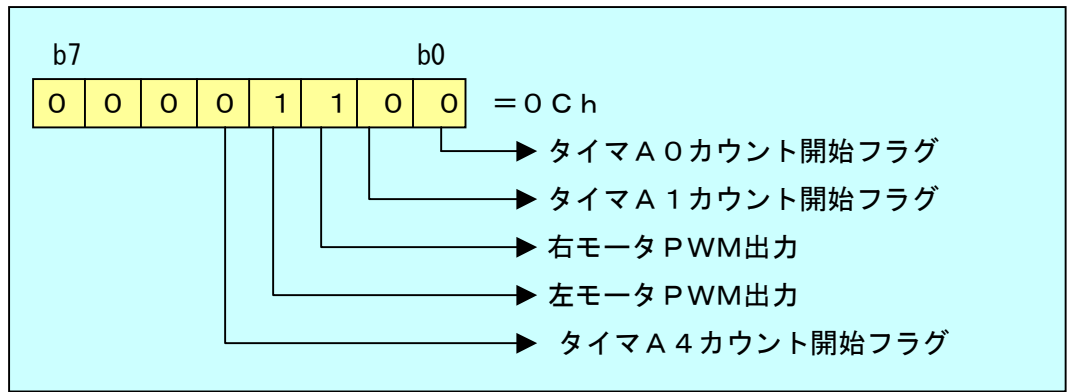 b7 b0
０ ０ ０ ０ １ １ ０ ０ ＝０Ｃｈ
タイマＡ０カウント開始フラグ
タイマＡ１カウント開始フラグ
右モータＰＷＭ出力
左モータＰＷＭ出力
タイマＡ４カウント開始フラグ